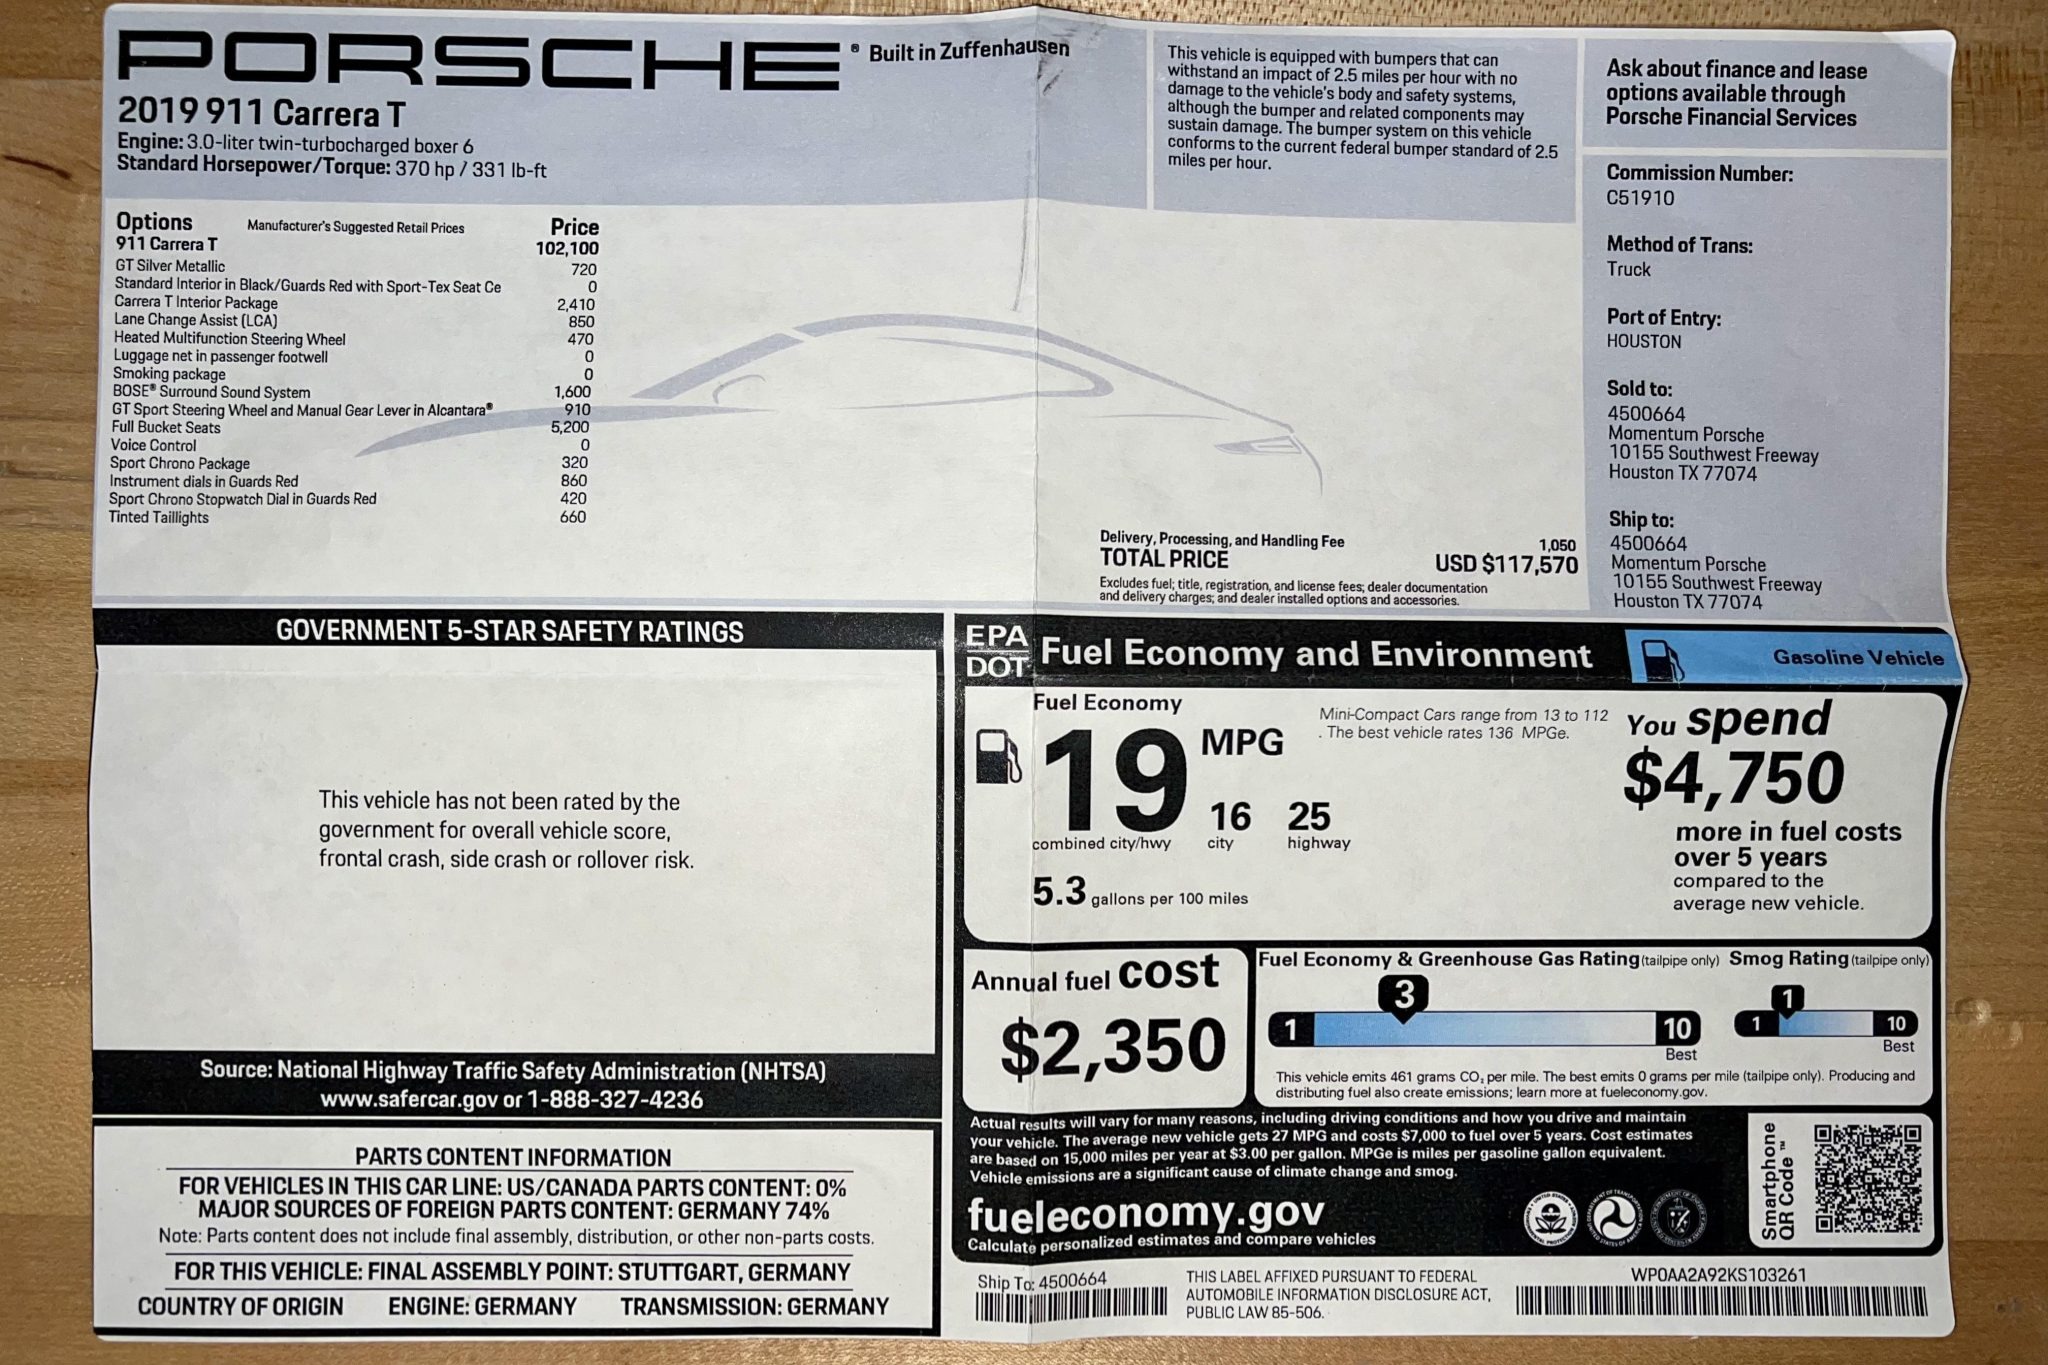 PORSCHE® Built in Zuffenhausen
2019 911 Carrera T
Engine: 3.0-liter twin-turbocharged boxer 6
Standard Horsepower/Torque: 370 hp / 331 lb-ft
This vehicle is equipped with bumpers that can
withstand an impact of 2.5 miles per hour with no
damage to the vehicle's body and safety systems,
although the bumper and related components may
sustain damage. The bumper system on this vehicle
conforms to the current federal bumper standard of 2.5
miles per hour.
Ask about finance and lease
options available through
Porsche Financial Services
Commission Number:
C51910
Method of Trans:
Truck
Port of Entry:
HOUSTON
Sold to:
4500664
Momentum Porsche
10155 Southwest Freeway
Houston TX 77074
Ship to:
4500664
Momentum Porsche
10155 Southwest Freeway
Houston TX 77074
Options Manufacturer's Suggested Retail Prices Price
911 Carrera T 102,100
GT Silver Metallic 720
Standard Interior in Black/Guards Red with Sport-Tex Seat Ce 0
Carrera T Interior Package 2,410
Lane Change Assist (LCA) 850
Heated Multifunction Steering Wheel 470
Luggage net in passenger footwell 0
Smoking package 0
BOSE® Surround Sound System 1,600
GT Sport Steering Wheel and Manual Gear Lever in Alcantara® 910
Full Bucket Seats 5,200
Voice Control 0
Sport Chrono Package 320
Instrument dials in Guards Red 860
Sport Chrono Stopwatch Dial in Guards Red 420
Tinted Taillights 660
Delivery, Processing, and Handling Fee 1,050
TOTAL PRICE USD $117,570
Excludes fuel; title, registration, and license fees; dealer documentation
and delivery charges; and dealer installed options and accessories.
GOVERNMENT 5-STAR SAFETY RATINGS
This vehicle has not been rated by the
government for overall vehicle score,
frontal crash, side crash or rollover risk.
Source: National Highway Traffic Safety Administration (NHTSA)
www.safercar.gov or 1-888-327-4236
PARTS CONTENT INFORMATION
FOR VEHICLES IN THIS CAR LINE: US/CANADA PARTS CONTENT: 0%
MAJOR SOURCES OF FOREIGN PARTS CONTENT: GERMANY 74%
Note: Parts content does not include final assembly, distribution, or other non-parts costs.
FOR THIS VEHICLE: FINAL ASSEMBLY POINT: STUTTGART, GERMANY
COUNTRY OF ORIGIN ENGINE: GERMANY TRANSMISSION: GERMANY
EPA
DOT
Fuel Economy and Environment
Gasoline Vehicle
Fuel Economy
19 MPG
combined city/hwy
16
city
25
highway
5.3 gallons per 100 miles
Mini-Compact Cars range from 13 to 112
. The best vehicle rates 136 MPGe.
You spend
$4,750
more in fuel costs
over 5 years
compared to the
average new vehicle.
Annual fuel cost
$2,350
Fuel Economy & Greenhouse Gas Rating (tailpipe only)
3
1 10
Best
Smog Rating (tailpipe only)
1
1 10
Best
This vehicle emits 461 grams CO₂ per mile. The best emits 0 grams per mile (tailpipe only). Producing and
distributing fuel also create emissions; learn more at fueleconomy.gov.
Actual results will vary for many reasons, including driving conditions and how you drive and maintain
your vehicle. The average new vehicle gets 27 MPG and costs $7,000 to fuel over 5 years. Cost estimates
are based on 15,000 miles per year at $3.00 per gallon. MPGe is miles per gasoline gallon equivalent.
Vehicle emissions are a significant cause of climate change and smog.
fueleconomy.gov
Calculate personalized estimates and compare vehicles
Smartphone
QR Code™
Ship To: 4500664
THIS LABEL AFFIXED PURSUANT TO FEDERAL
AUTOMOBILE INFORMATION DISCLOSURE ACT,
PUBLIC LAW 85-506.
WP0AA2A92KS103261